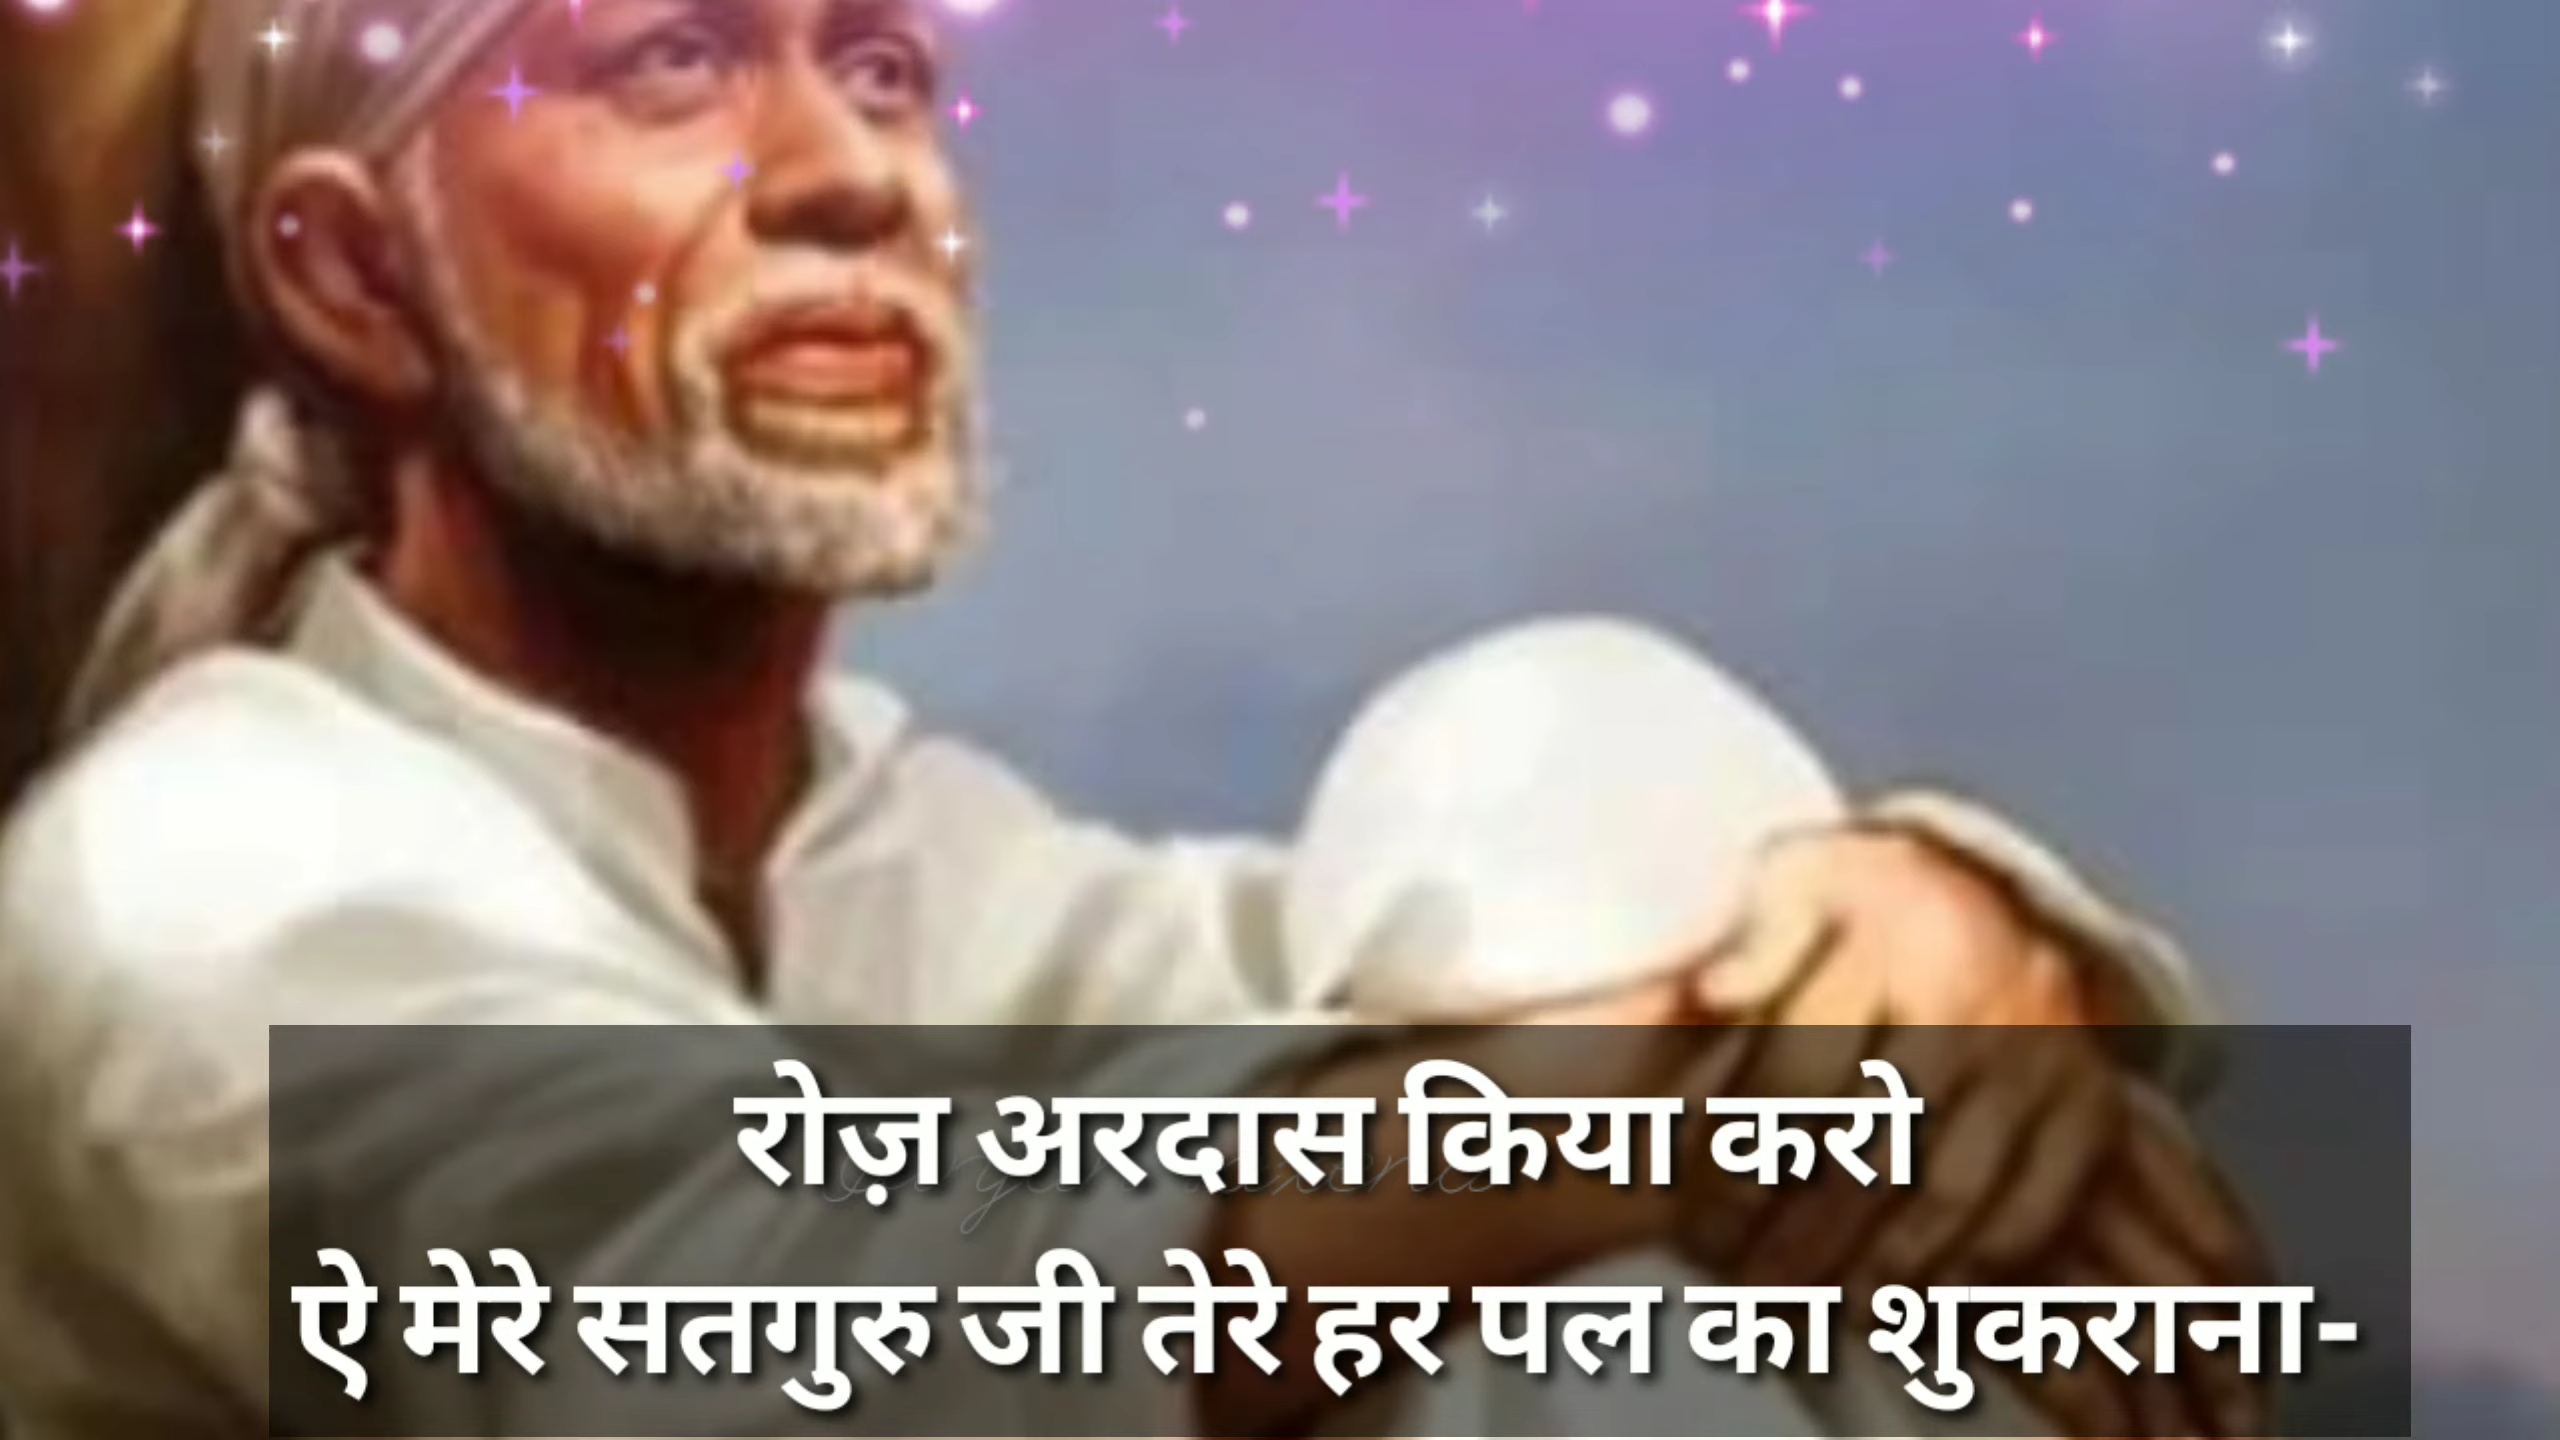 रोज़ अरदास किया करो
ऐ मेरे सतगुरु जी तेरे हर पल का शुकराना-